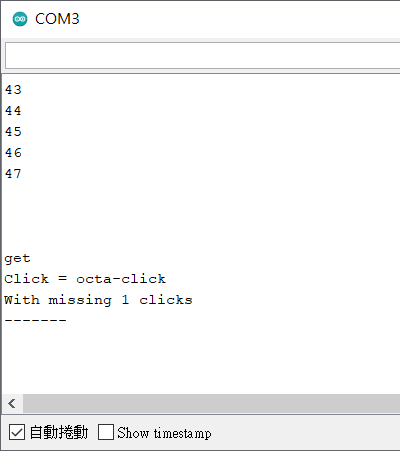 COM3
43
44
45
46
47
get
Click = octa-click
With missing 1 clicks
-------
自動捲動 Show timestamp